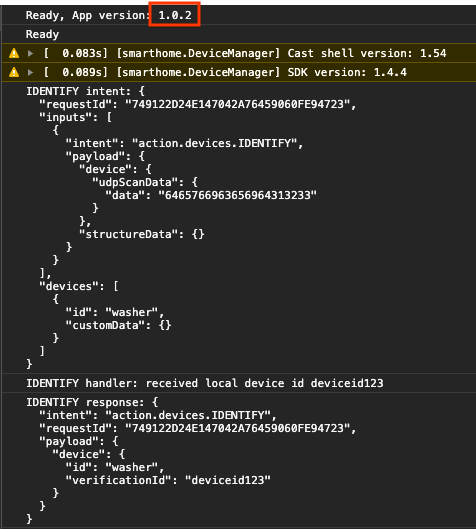 Ready, App version: 1.0.2
Ready
[  0.083s] [smarthome.DeviceManager] Cast shell version: 1.54
[  0.089s] [smarthome.DeviceManager] SDK version: 1.4.4
IDENTIFY intent: {
  "requestId": "749122D24E147042A76459060FE94723",
  "inputs": [
    {
      "intent": "action.devices.IDENTIFY",
      "payload": {
        "device": {
          "udpScanData": {
            "data": "6465766963656964313233"
          }
        },
        "structureData": {}
      }
    }
  ],
  "devices": [
    {
      "id": "washer",
      "customData": {}
    }
  ]
}
IDENTIFY handler: received local device id deviceid123
IDENTIFY response: {
  "intent": "action.devices.IDENTIFY",
  "requestId": "749122D24E147042A76459060FE94723",
  "payload": {
    "device": {
      "id": "washer",
      "verificationId": "deviceid123"
    }
  }
}